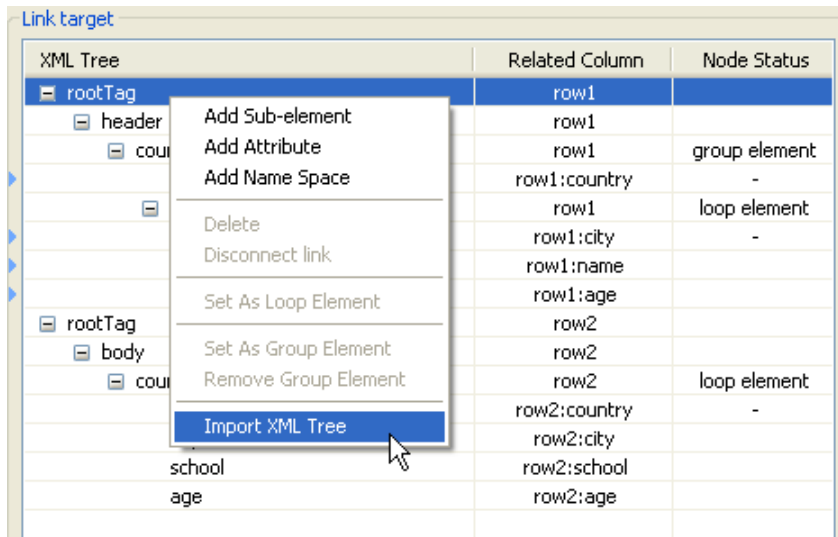 Link target
XML Tree Related Column Node Status
rootTag row1
header row1
row1 group element
row1:country -
row1 loop element
row1:city -
row1:name
row1:age
rootTag row2
body row2
row2 loop element
row2:country -
row2:city
school row2:school
age row2:age
Add Sub-element
Add Attribute
Add Name Space
Delete
Disconnect link
Set As Loop Element
Set As Group Element
Remove Group Element
Import XML Tree